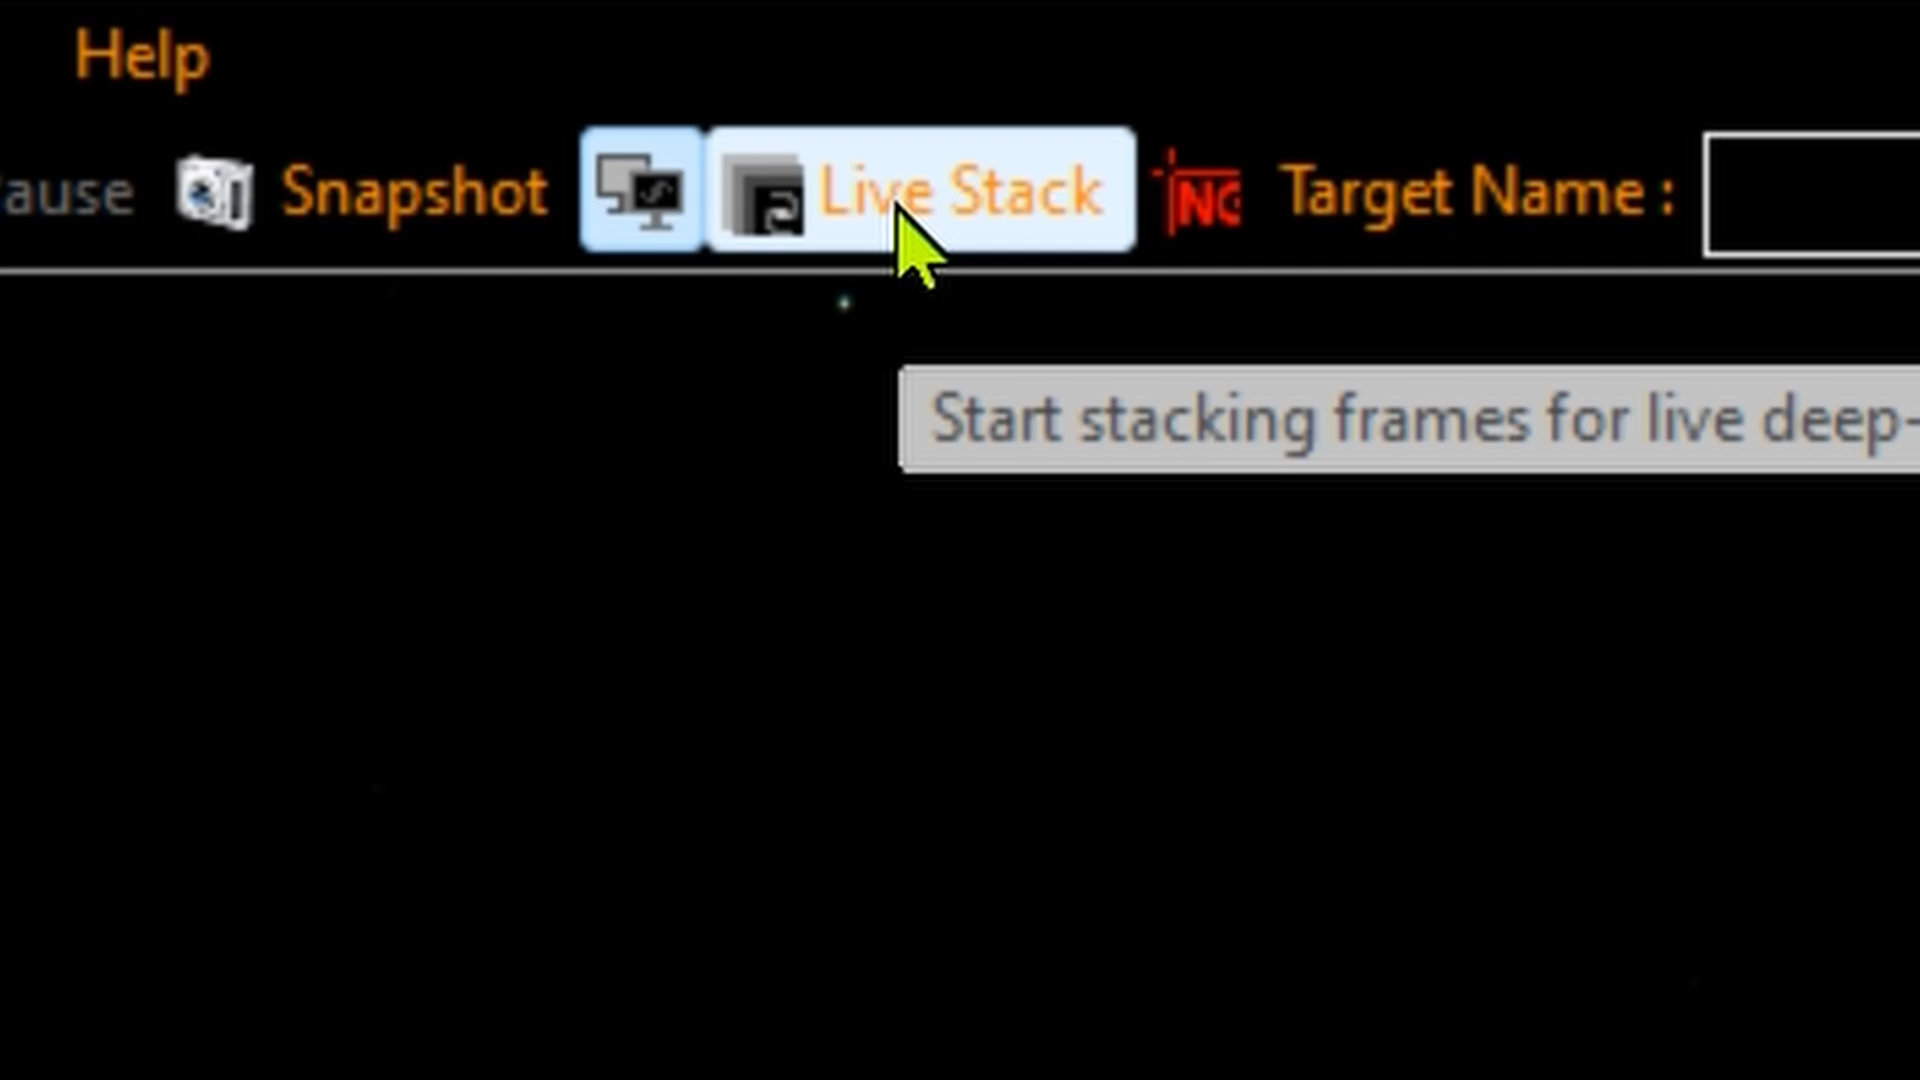 Help
ause Snapshot Live Stack NG Target Name :
Start stacking frames for live deep-